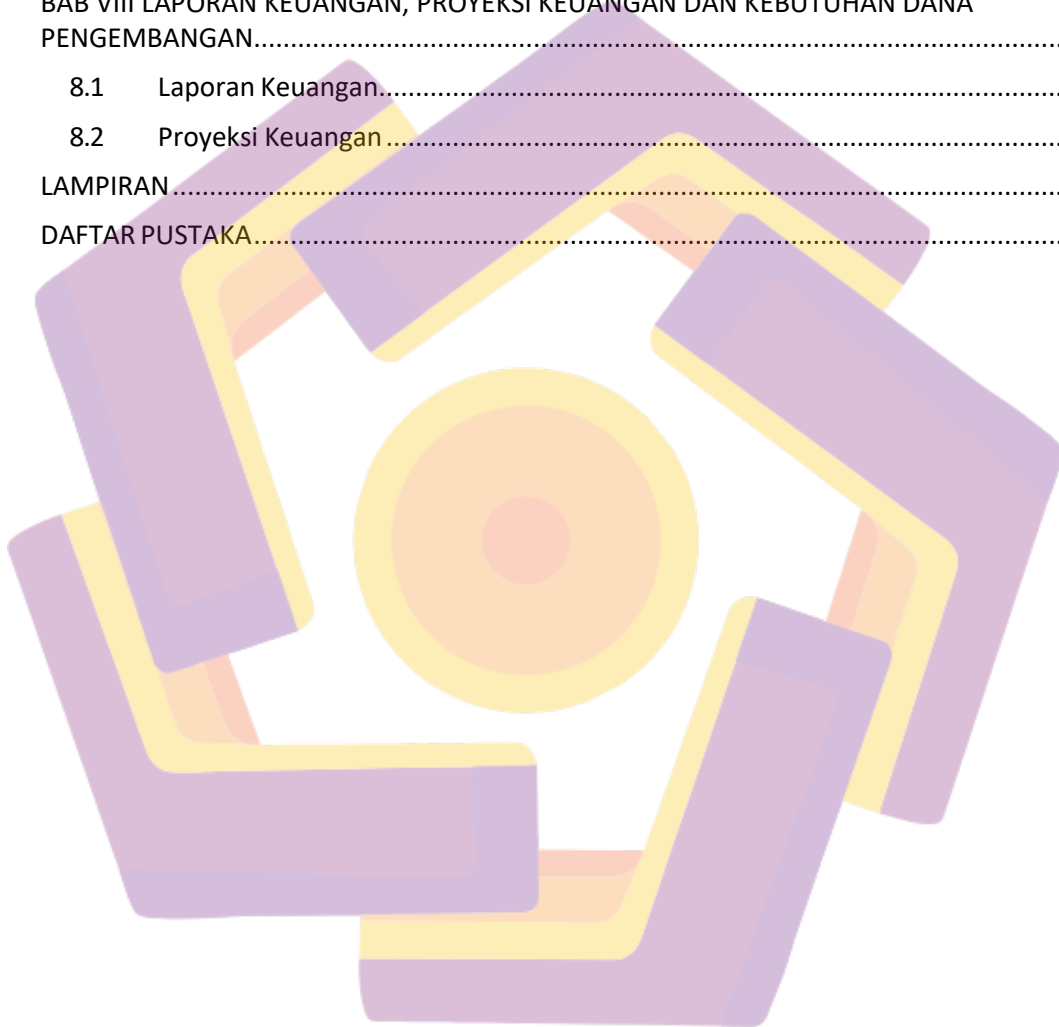 BAB VIII LAPORAN KEUANGAN, PROYEKSI KEUANGAN DAN KEBUTUHAN DANA
PENGEMBANGAN....................................................................................................
8.1 Laporan Keuangan....................................................................................
8.2 Proyeksi Keuangan...................................................................................
LAMPIRAN................................................................................................................
DAFTAR PUSTAKA....................................................................................................